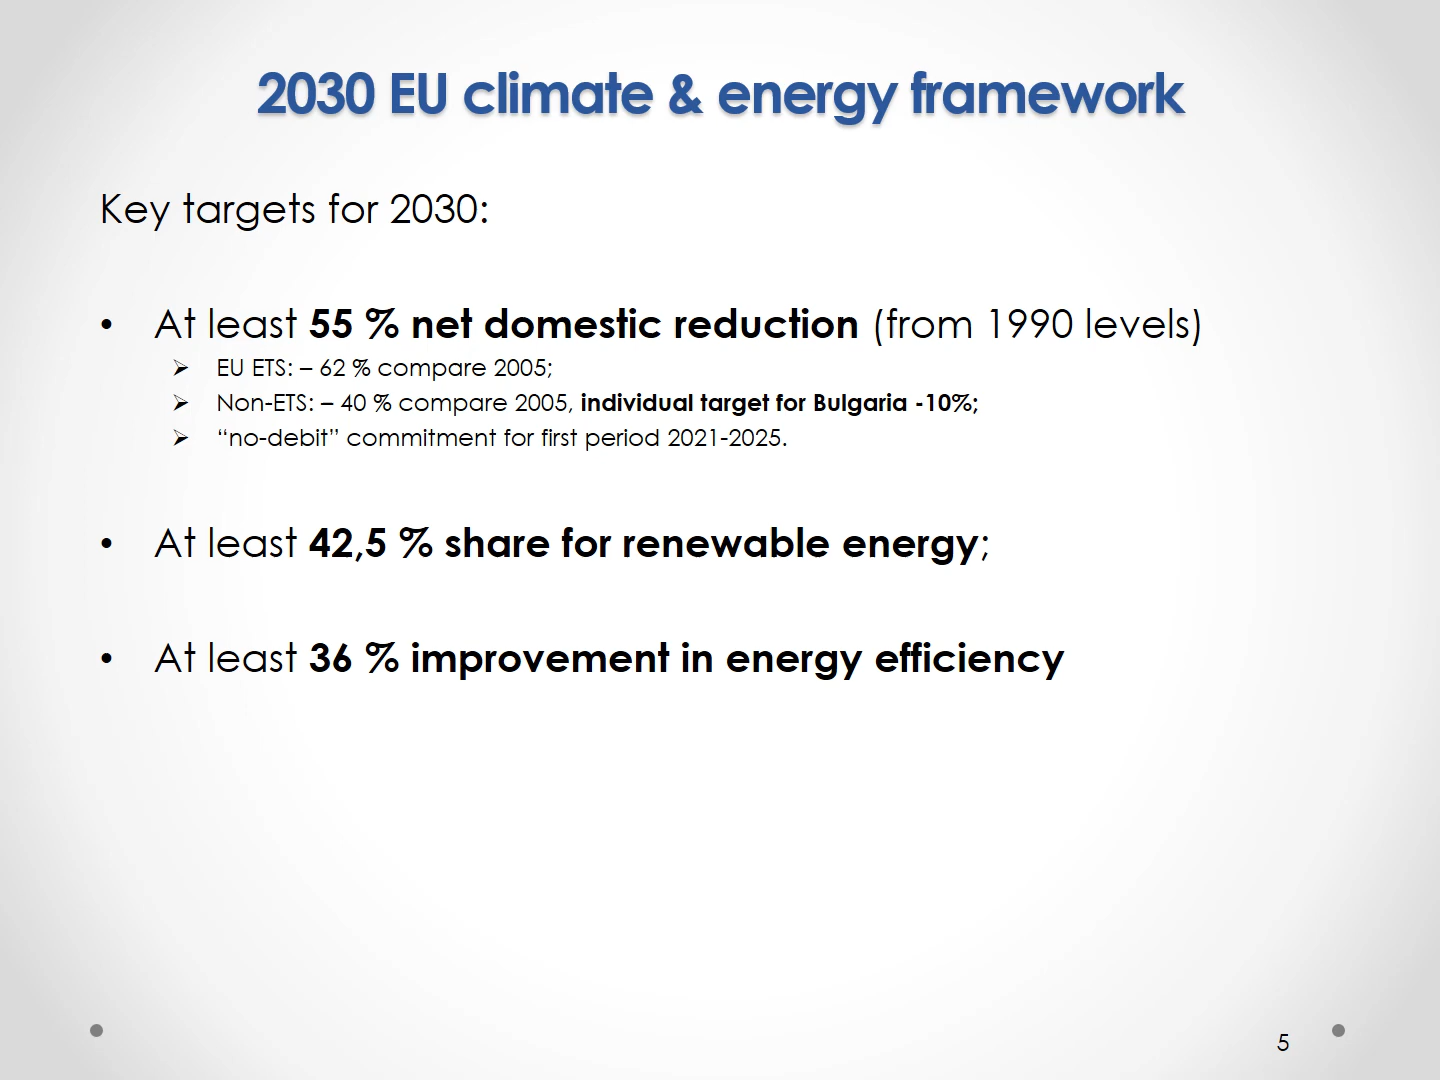 2030 EU climate & energy framework
Key targets for 2030:
• At least 55 % net domestic reduction (from 1990 levels)
➢ EU ETS: – 62 % compare 2005;
➢ Non-ETS: – 40 % compare 2005, individual target for Bulgaria -10%;
➢ “no-debit” commitment for first period 2021-2025.
• At least 42,5 % share for renewable energy;
• At least 36 % improvement in energy efficiency
5